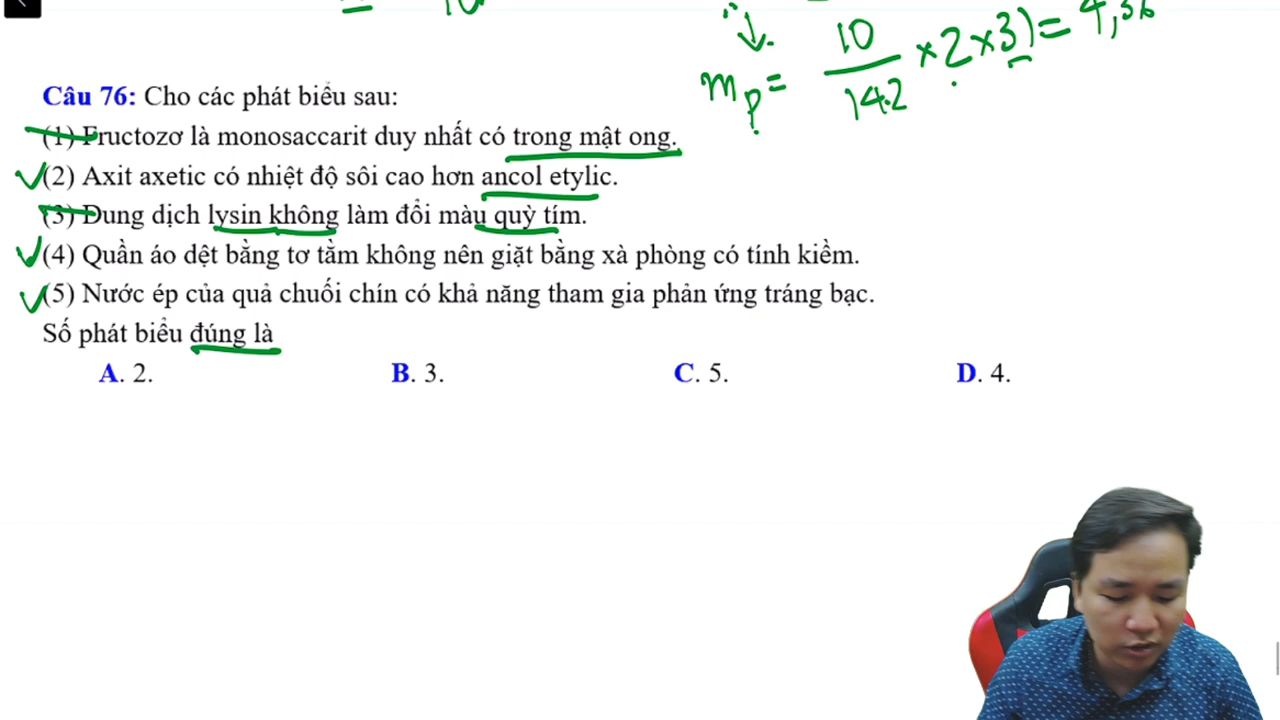 10
m_P = 10/142 × 2 × 31 = 4,36
Câu 76: Cho các phát biểu sau:
(1) Fructozơ là monosaccarit duy nhất có trong mật ong.
(2) Axit axetic có nhiệt độ sôi cao hơn ancol etylic.
(3) Dung dịch lysin không làm đổi màu quỳ tím.
(4) Quần áo dệt bằng tơ tằm không nên giặt bằng xà phòng có tính kiềm.
(5) Nước ép của quả chuối chín có khả năng tham gia phản ứng tráng bạc.
Số phát biểu đúng là
A. 2. B. 3. C. 5. D. 4.